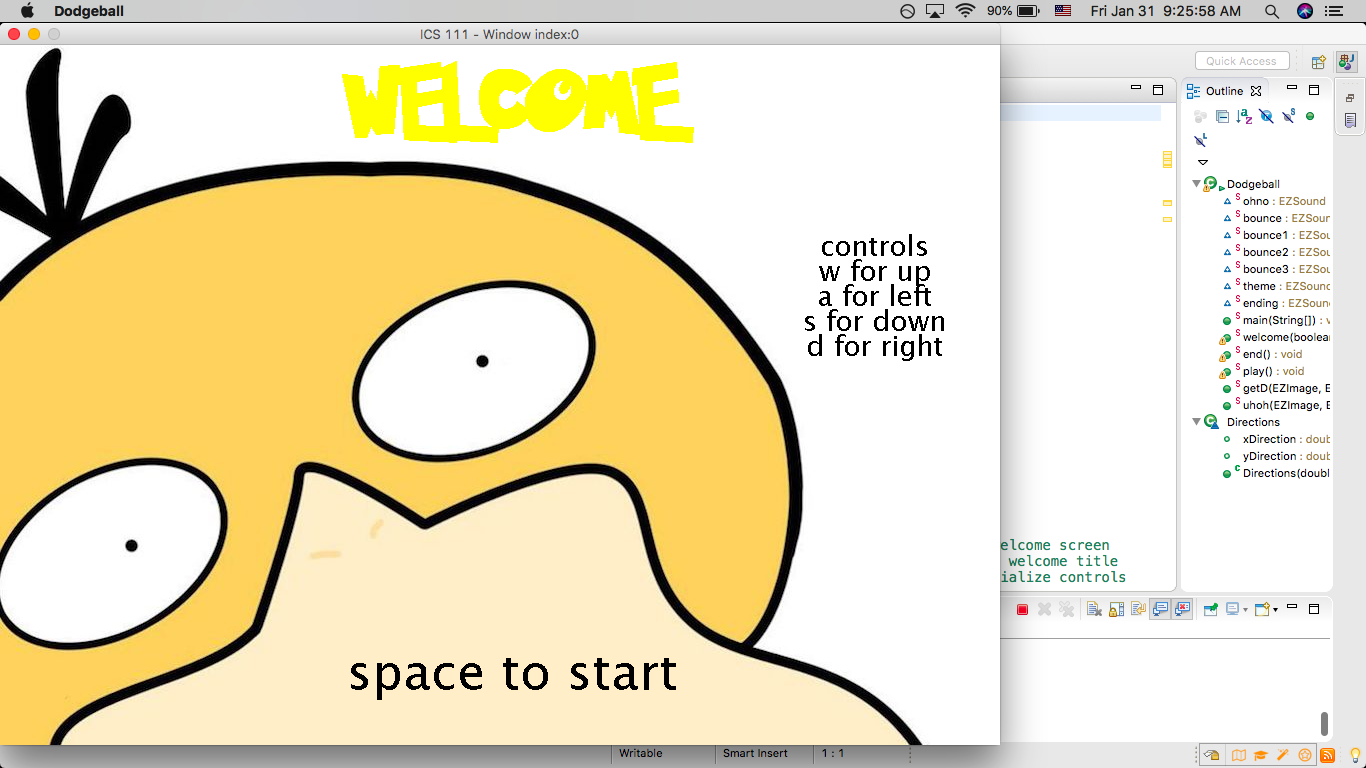 Dodgeball
90%
Fri Jan 31 9:25:58 AM
ICS 111 - Window index:0
WELCOME
controls
w for up
a for left
s for down
d for right
space to start
Quick Access
Outline
Dodgeball
ohno : EZSound
bounce : EZSoun
bounce1 : EZSou
bounce2 : EZSou
bounce3 : EZSou
theme : EZSound
ending : EZSound
main(String[]) : v
welcome(boolea
end() : void
play() : void
getD(EZImage, E
uhoh(EZImage, E
Directions
xDirection : doub
yDirection : doub
Directions(doubl
elcome screen
welcome title
ialize controls
Writable
Smart Insert
1 : 1